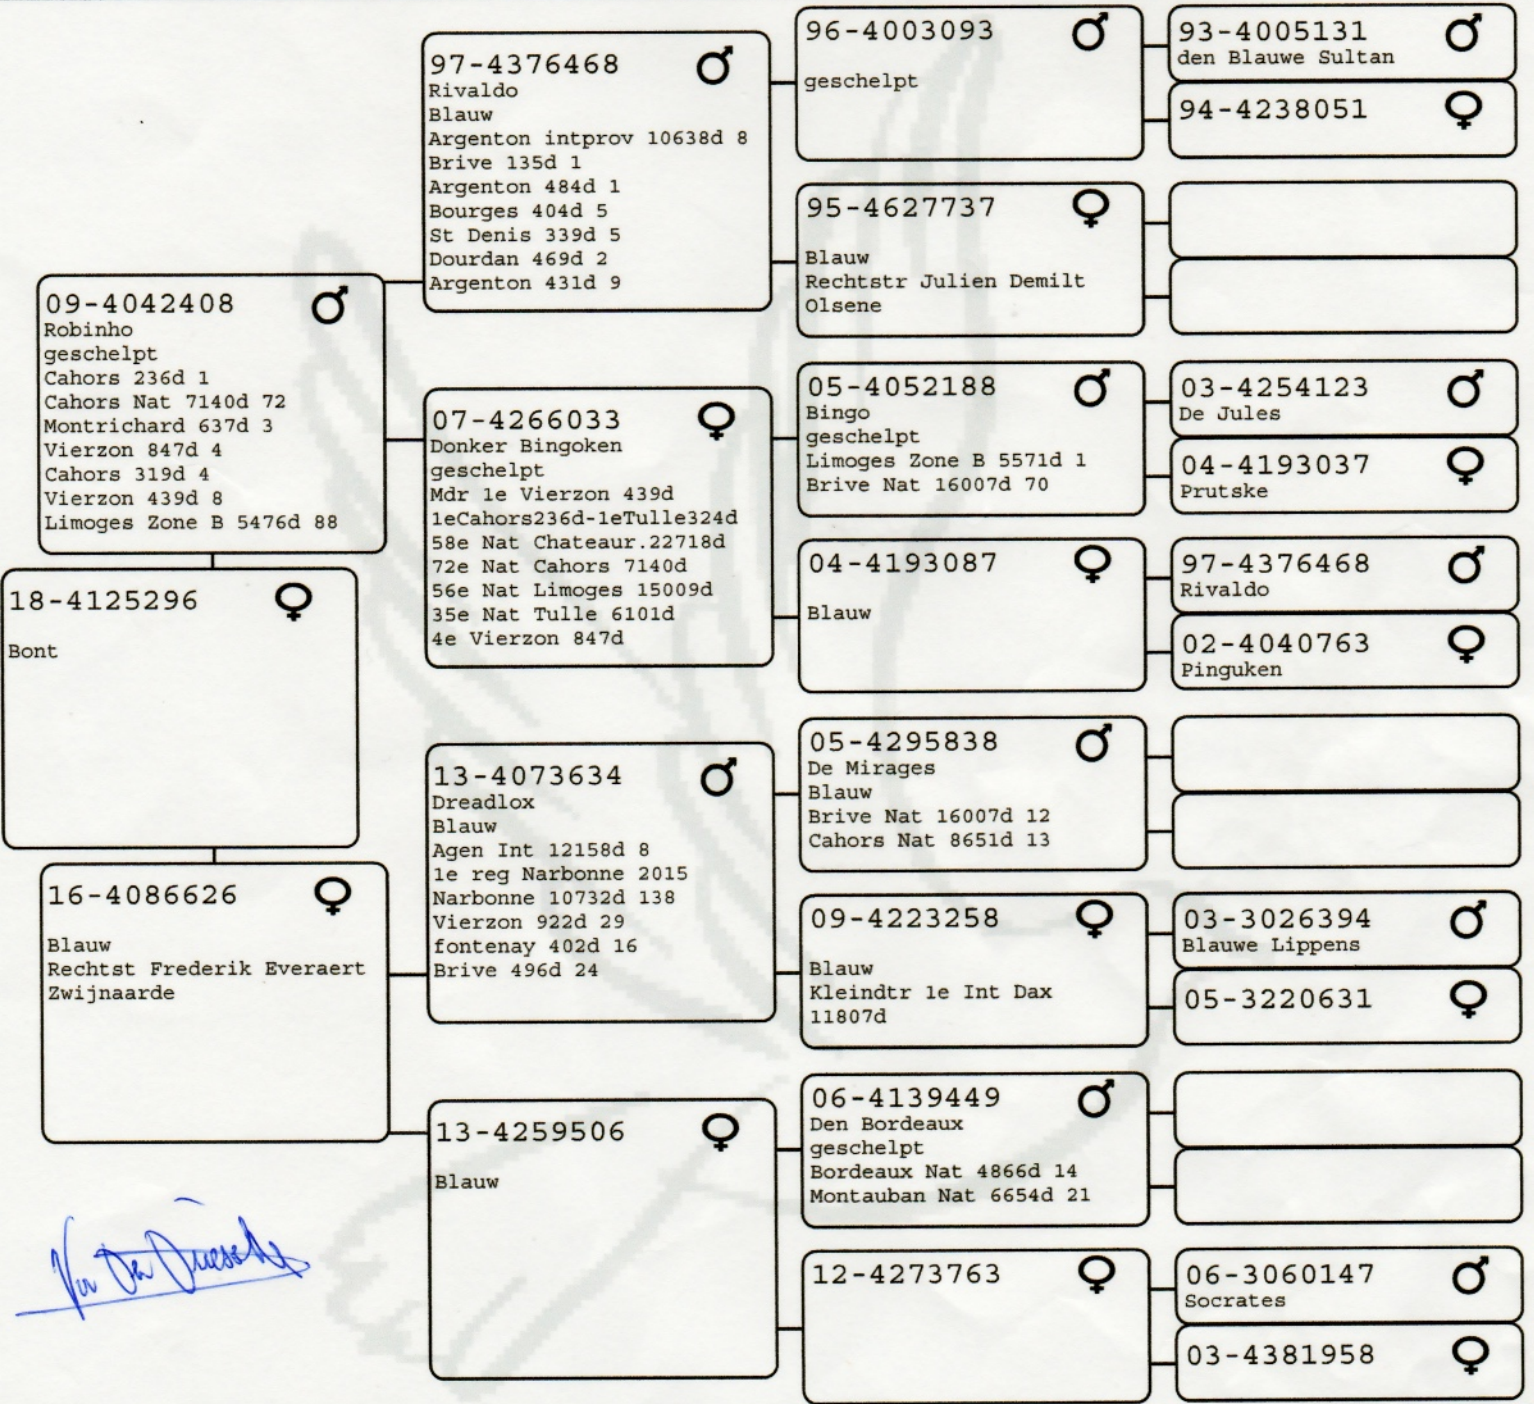 18-4125296
Bont
09-4042408
Robinho
geschelpt
Cahors 236d 1
Cahors Nat 7140d 72
Montrichard 637d 3
Vierzon 847d 4
Cahors 319d 4
Vierzon 439d 8
Limoges Zone B 5476d 88
16-4086626
Blauw
Rechtst Frederik Everaert
Zwijnaarde
97-4376468
Rivaldo
Blauw
Argenton intprov 10638d 8
Brive 135d 1
Argenton 484d 1
Bourges 404d 5
St Denis 339d 5
Dourdan 469d 2
Argenton 431d 9
07-4266033
Donker Bingoken
geschelpt
Mdr 1e Vierzon 439d
1eCahors236d-1eTulle324d
58e Nat Chateaur.22718d
72e Nat Cahors 7140d
56e Nat Limoges 15009d
35e Nat Tulle 6101d
4e Vierzon 847d
13-4073634
Dreadlox
Blauw
Agen Int 12158d 8
1e reg Narbonne 2015
Narbonne 10732d 138
Vierzon 922d 29
fontenay 402d 16
Brive 496d 24
13-4259506
Blauw
96-4003093
geschelpt
95-4627737
Blauw
Rechtstr Julien Demilt
Olsene
05-4052188
Bingo
geschelpt
Limoges Zone B 5571d 1
Brive Nat 16007d 70
04-4193087
Blauw
05-4295838
De Mirages
Blauw
Brive Nat 16007d 12
Cahors Nat 8651d 13
09-4223258
Blauw
Kleindtr 1e Int Dax
11807d
06-4139449
Den Bordeaux
geschelpt
Bordeaux Nat 4866d 14
Montauban Nat 6654d 21
12-4273763
93-4005131
den Blauwe Sultan
94-4238051
03-4254123
De Jules
04-4193037
Prutske
97-4376468
Rivaldo
02-4040763
Pinguken
03-3026394
Blauwe Lippens
05-3220631
06-3060147
Socrates
03-4381958